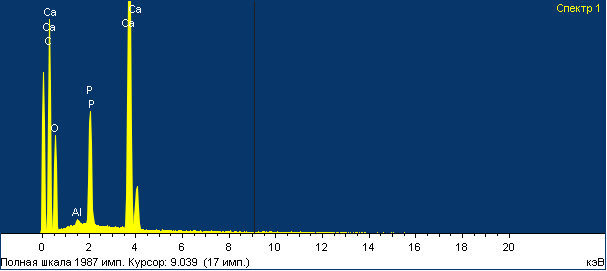 Спектр 1
Ca
Ca
Ca
Ca
C
P
P
O
Al
0 2 4 6 8 10 12 14 16 18 20
Полная шкала 1987 имп. Курсор: 9.039 (17 имп.) кэВ